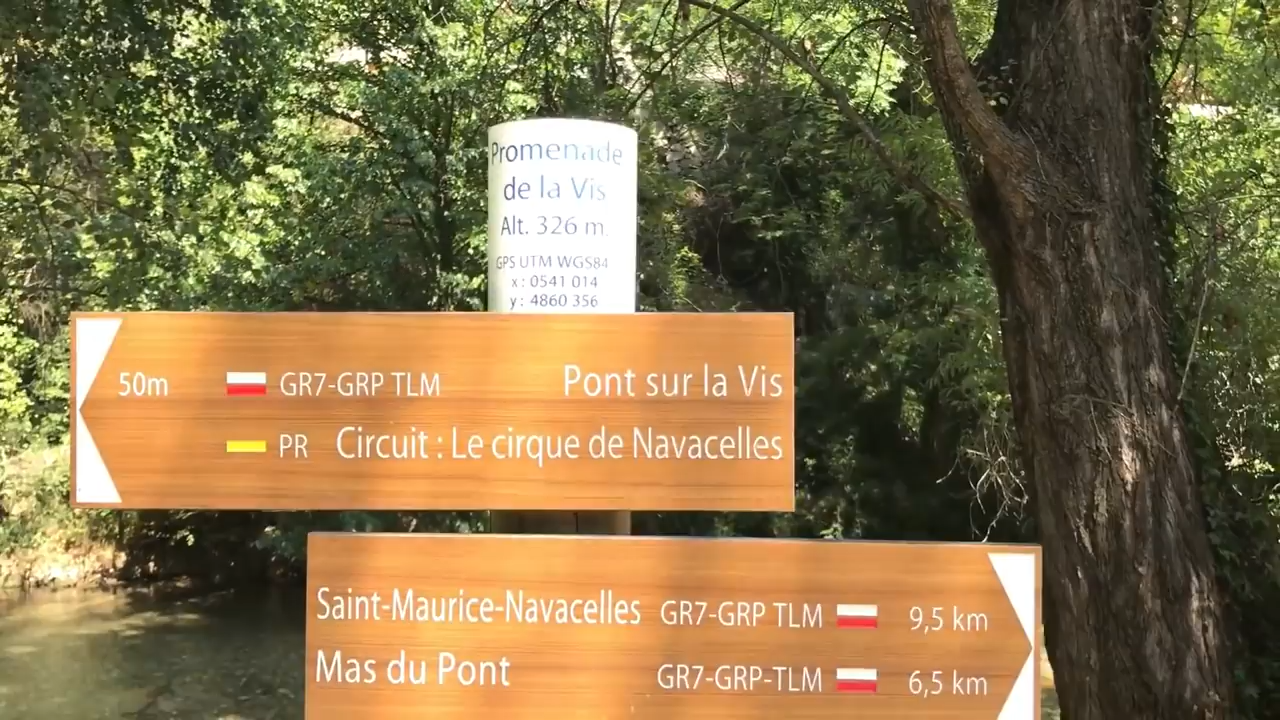 Promenade
de la Vis
Alt. 326 m.
GPS UTM WGS84
x : 0541 014
y : 4860 356
50m GR7-GRP TLM Pont sur la Vis
PR Circuit : Le cirque de Navacelles
Saint-Maurice-Navacelles GR7-GRP TLM 9,5 km
Mas du Pont GR7-GRP-TLM 6,5 km